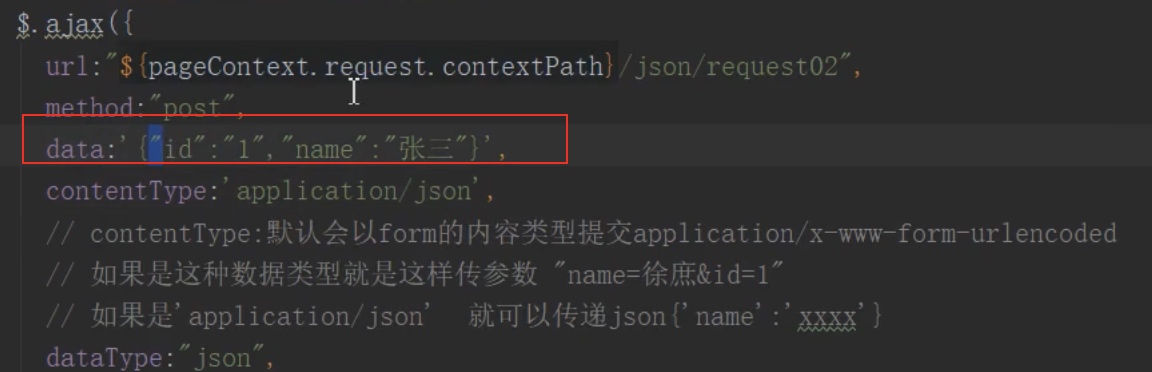 $.ajax({
url:"${pageContext.request.contextPath}/json/request02",
method:"post",
data:'{"id":"1","name":"张三"}',
contentType:'application/json',
// contentType:默认会以form的内容类型提交application/x-www-form-urlencoded
// 如果是这种数据类型就是这样传参数 "name=徐庶&id=1"
// 如果是'application/json' 就可以传递json{'name':'xxxx'}
dataType:"json",